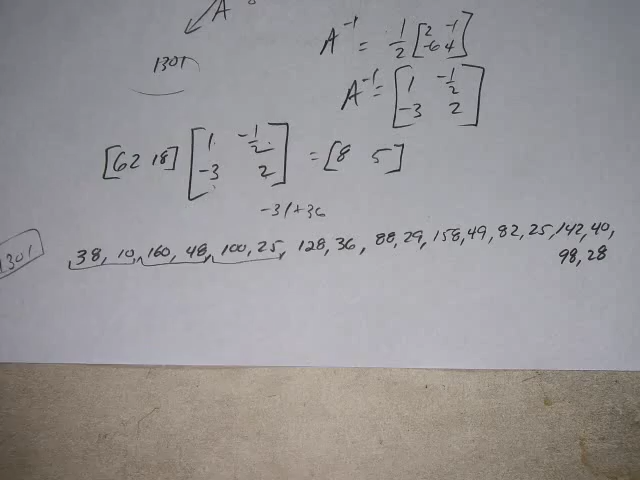 A
1301
A⁻¹ = 1/2 [2 -1
-6 4]
A⁻¹ = [1 -1/2
-3 2]
[62 18] [1 -1/2
-3 2] = [8 5]
-31+36
1301
38, 10, 160, 48, 100, 25, 128, 36, 88, 29, 158, 49, 82, 25, 142, 40,
98, 28